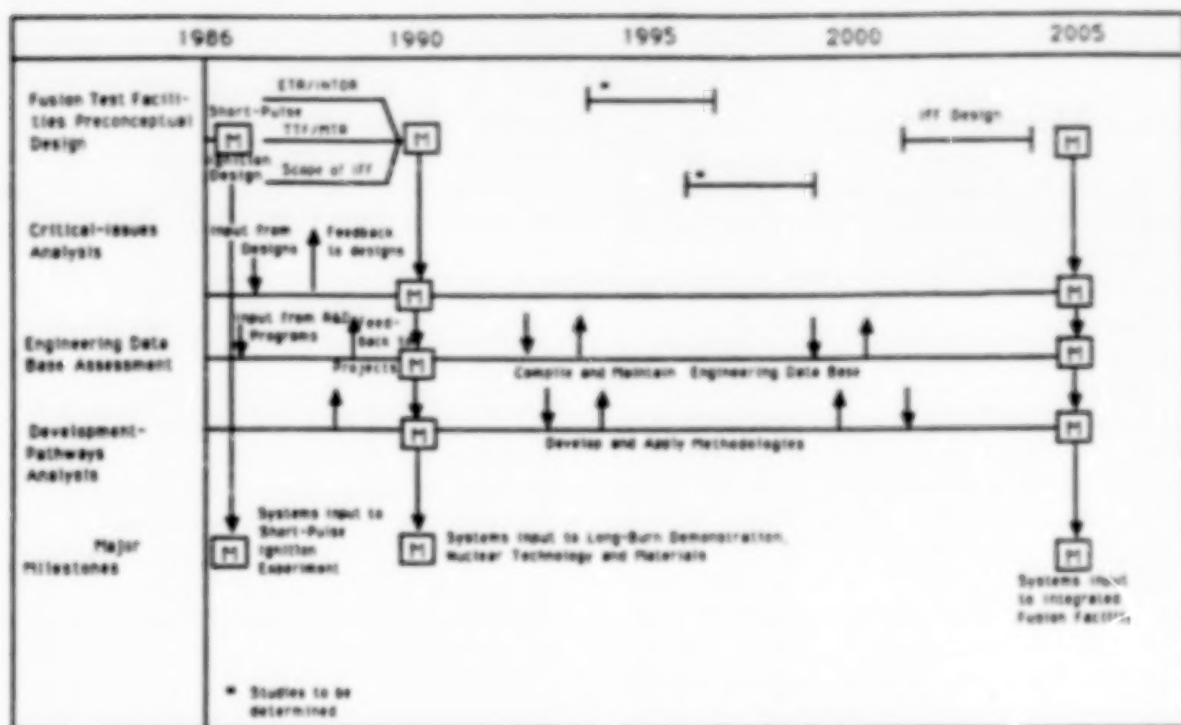 1986 1990 1995 2000 2005
Fusion Test Facili-
ties Preconceptual
Design
Short-Pulse
M
Ignition
Design
ETR/INTOR
TTF/MTR
Scope of IFF
M
*
*
IFF Design
M
Critical-issues
Analysis
Input from
Designs
Feedback
to designs
M
M
Engineering Data
Base Assessment
Input from R&D
Programs
Feed-
back to
Projects
M
Compile and Maintain Engineering Data Base
M
Development-
Pathways
Analysis
M
Develop and Apply Methodologies
M
Major
Milestones
M
Systems input to
Short-Pulse
Ignition
Experiment
M
Systems input to Long-Burn Demonstration,
Nuclear Technology and Materials
M
Systems input
to Integrated
Fusion Facility
* Studies to be
determined